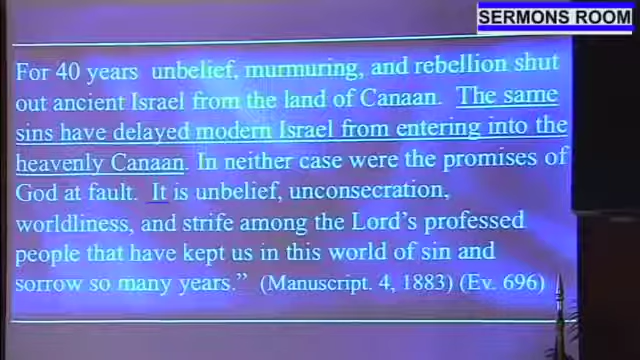 SERMONS ROOM
For 40 years unbelief, murmuring, and rebellion shut
out ancient Israel from the land of Canaan. The same
sins have delayed modern Israel from entering into the
heavenly Canaan. In neither case were the promises of
God at fault. It is unbelief, unconsecration,
worldliness, and strife among the Lord's professed
people that have kept us in this world of sin and
sorrow so many years.” (Manuscript. 4, 1883) (Ev. 696)